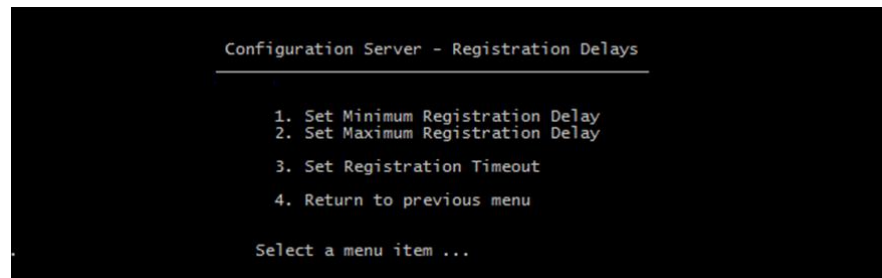 Configuration Server - Registration Delays
1. Set Minimum Registration Delay
2. Set Maximum Registration Delay
3. Set Registration Timeout
4. Return to previous menu
Select a menu item ...